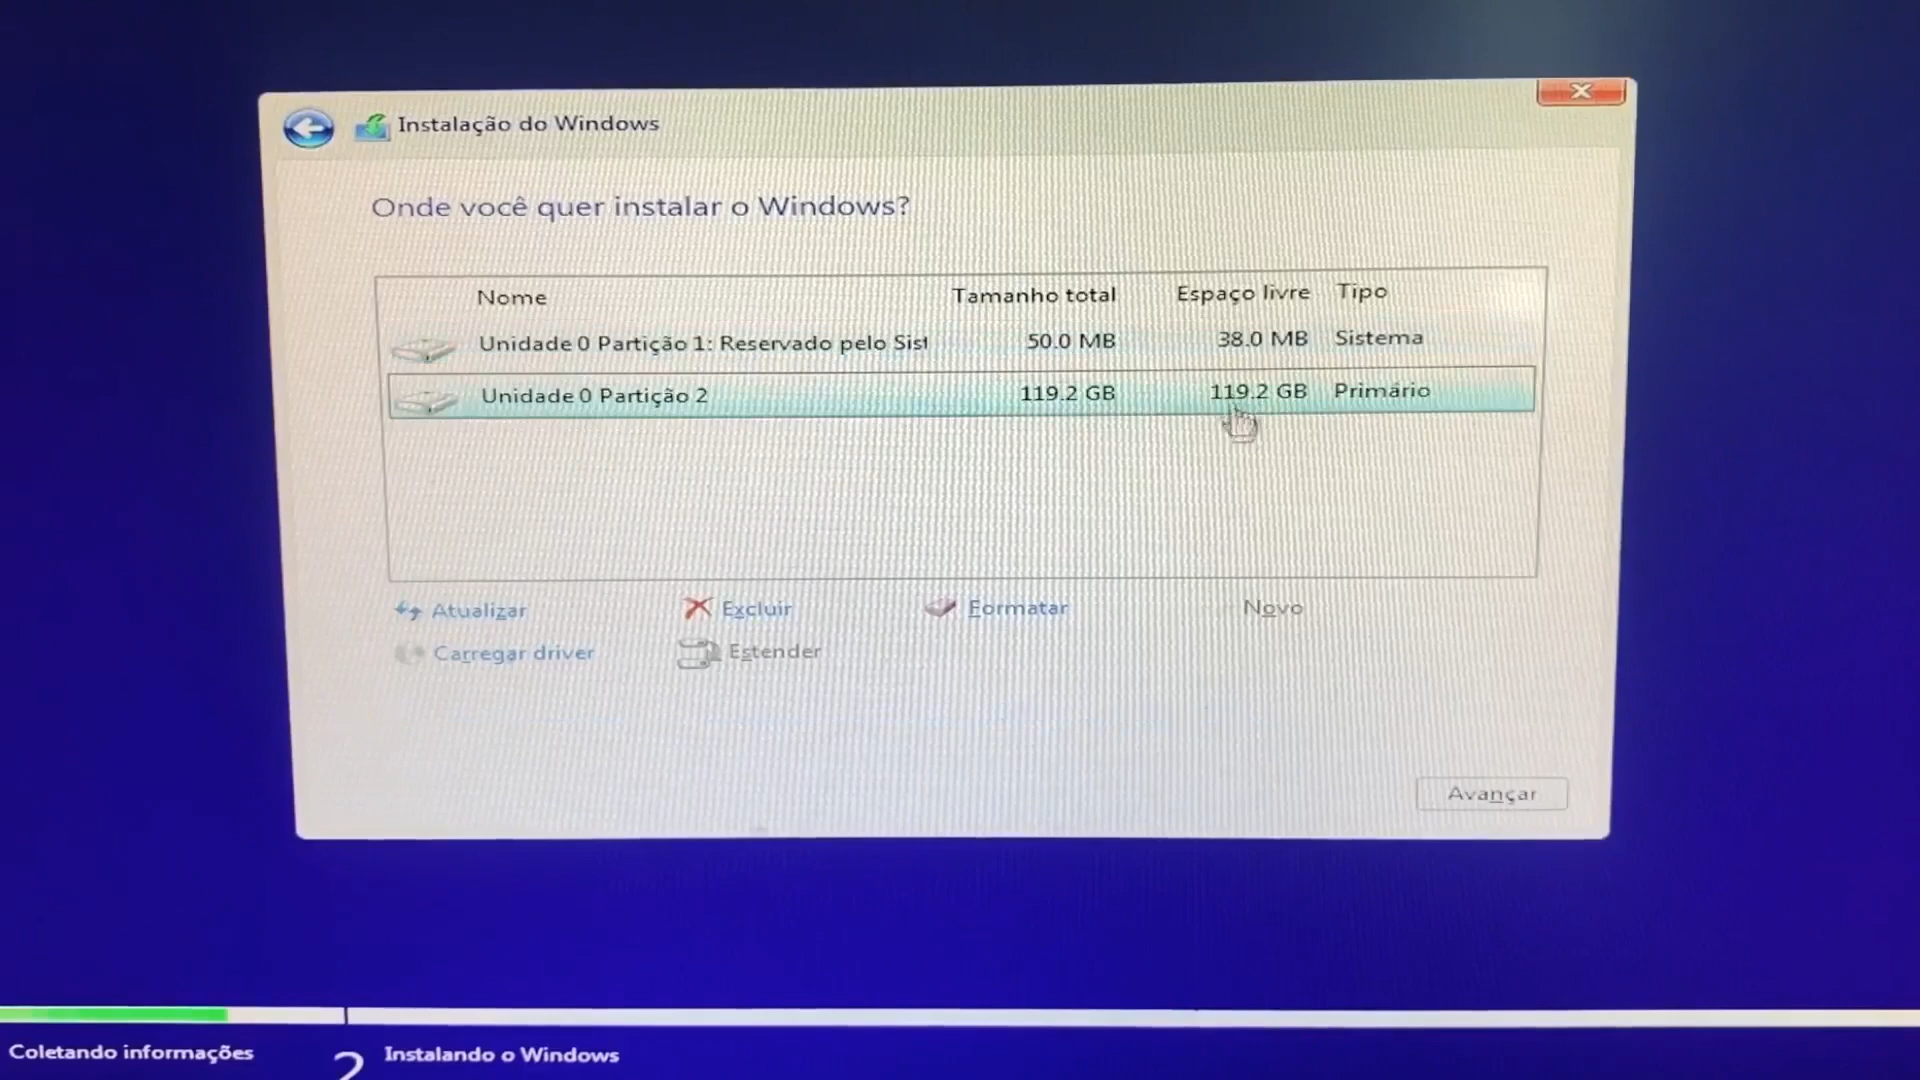 Instalação do Windows
Onde você quer instalar o Windows?
Nome Tamanho total Espaço livre Tipo
Unidade 0 Partição 1: Reservado pelo Sist 50.0 MB 38.0 MB Sistema
Unidade 0 Partição 2 119.2 GB 119.2 GB Primário
Atualizar Excluir Formatar Novo
Carregar driver Estender
Avançar
Coletando informações 2 Instalando o Windows